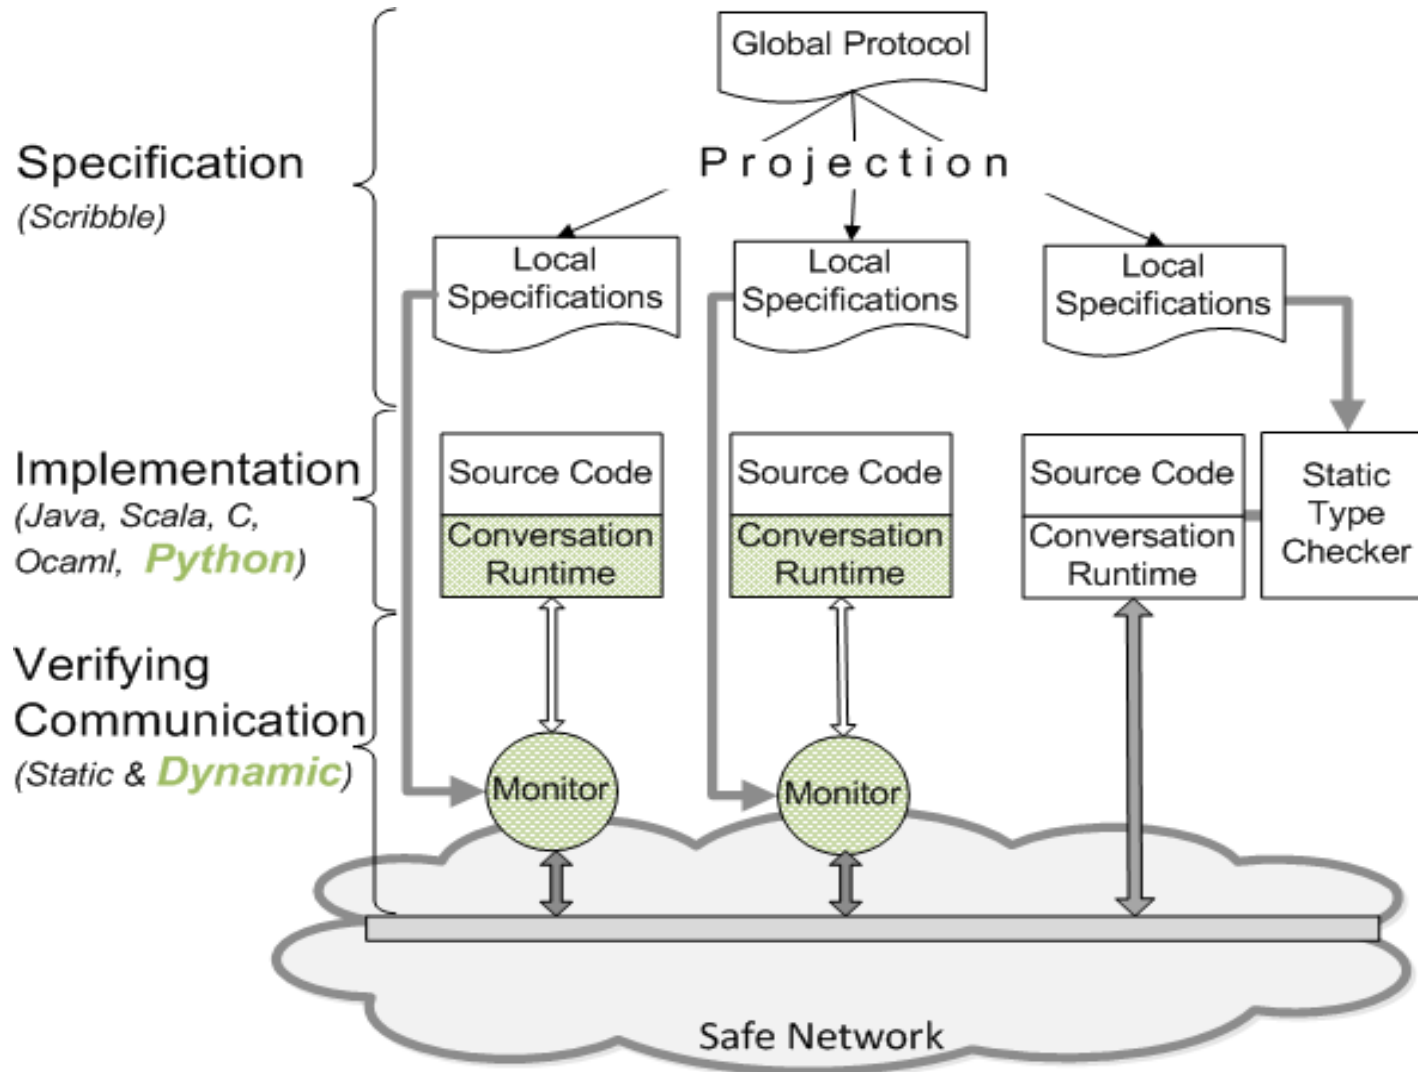 Global Protocol
Projection
Specification
(Scribble)
Local
Specifications
Local
Specifications
Local
Specifications
Implementation
(Java, Scala, C,
Ocaml, Python)
Source Code
Conversation
Runtime
Source Code
Conversation
Runtime
Source Code
Conversation
Runtime
Static
Type
Checker
Verifying
Communication
(Static & Dynamic)
Monitor
Monitor
Safe Network